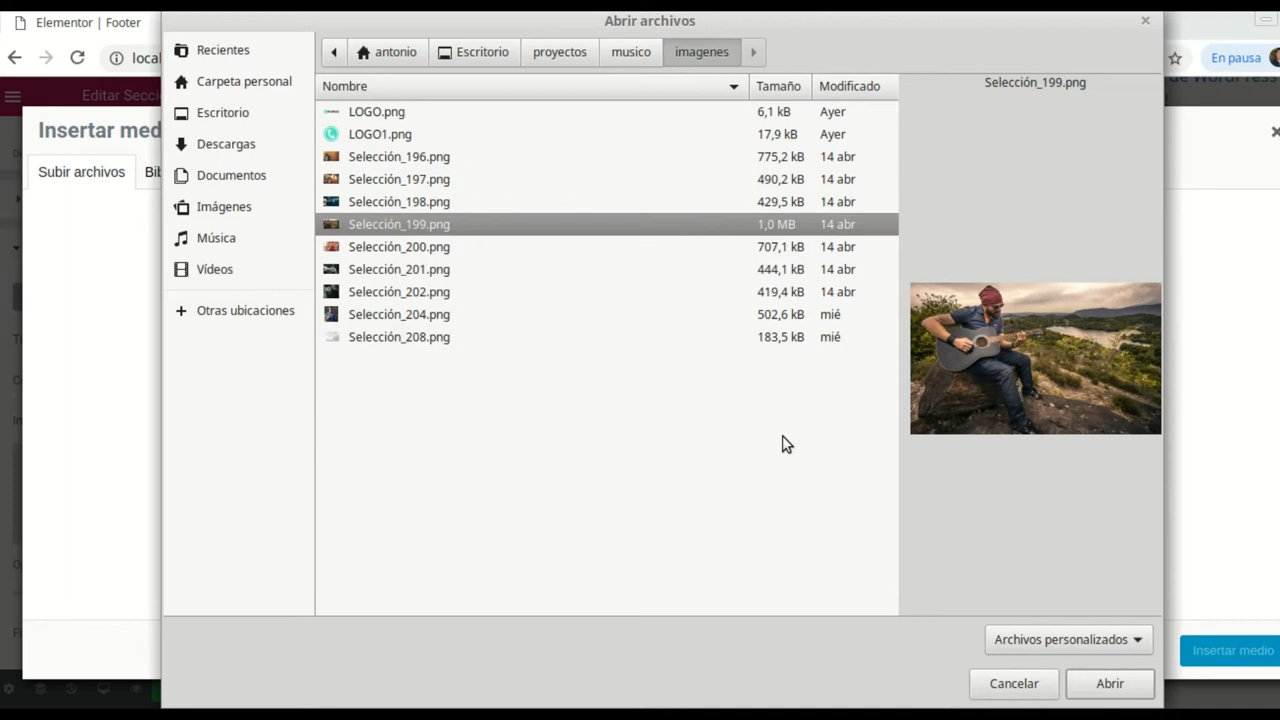 Elementor | Footer
Abrir archivos
local
En pausa
Editar Secci
Insertar med
Subir archivos
Bib
Recientes
Carpeta personal
Escritorio
Descargas
Documentos
Imágenes
Música
Vídeos
Otras ubicaciones
antonio
Escritorio
proyectos
musico
imagenes
Nombre
Tamaño
Modificado
LOGO.png 6,1 kB Ayer
LOGO1.png 17,9 kB Ayer
Selección_196.png 775,2 kB 14 abr
Selección_197.png 490,2 kB 14 abr
Selección_198.png 429,5 kB 14 abr
Selección_199.png 1,0 MB 14 abr
Selección_200.png 707,1 kB 14 abr
Selección_201.png 444,1 kB 14 abr
Selección_202.png 419,4 kB 14 abr
Selección_204.png 502,6 kB mié
Selección_208.png 183,5 kB mié
Selección_199.png
Archivos personalizados
Cancelar
Abrir
Insertar medio